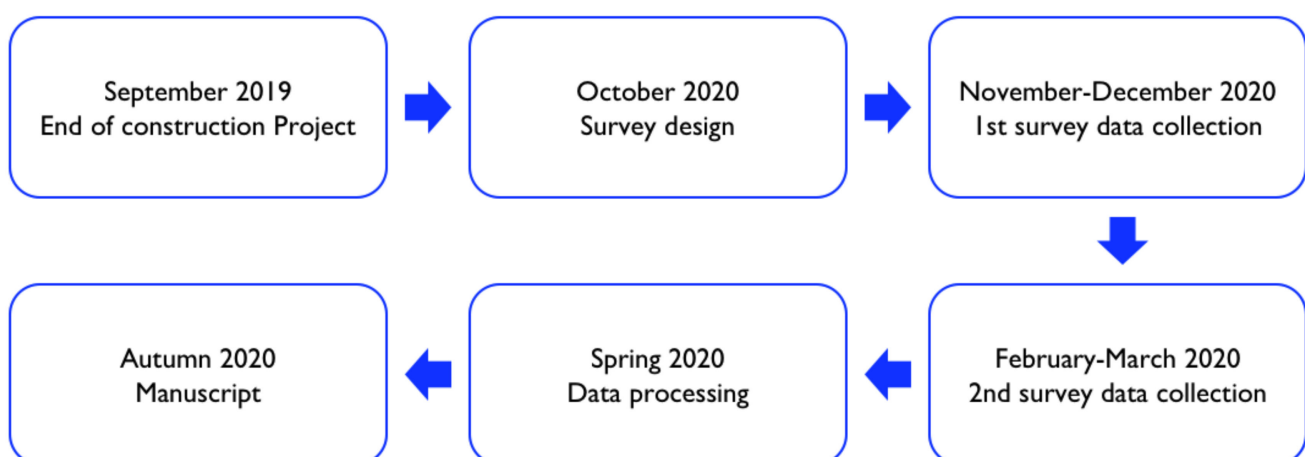 September 2019
End of construction Project
October 2020
Survey design
November-December 2020
1st survey data collection
February-March 2020
2nd survey data collection
Spring 2020
Data processing
Autumn 2020
Manuscript